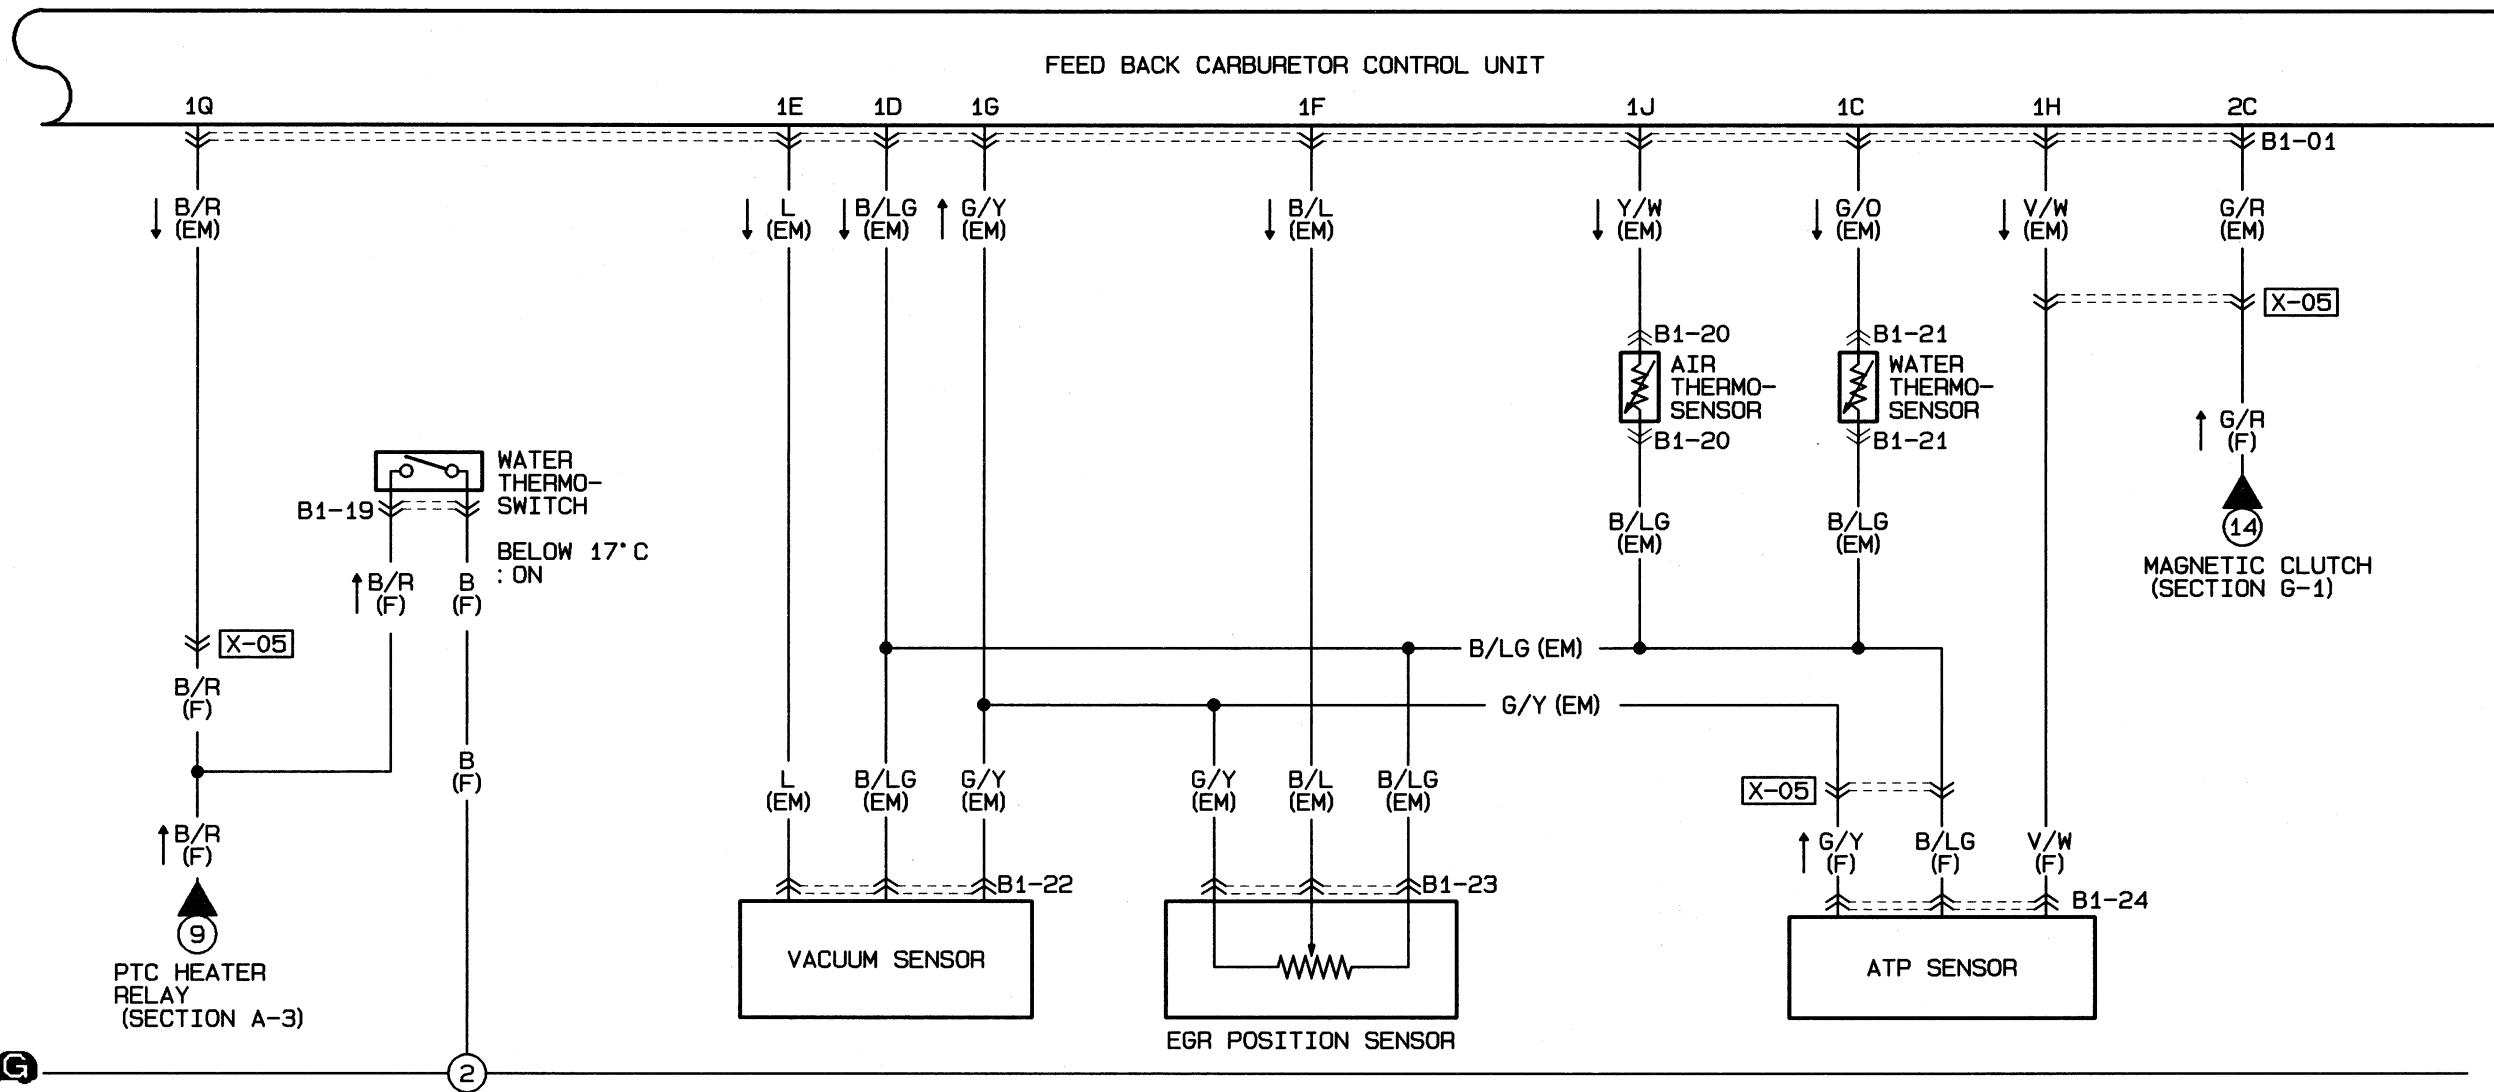 FEED BACK CARBURETOR CONTROL UNIT
1Q 1E 1D 1G 1F 1J 1C 1H 2C
B1-01
B/R L B/LG G/Y B/L Y/W G/O V/W G/R
(EM) (EM) (EM) (EM) (EM) (EM) (EM) (EM) (EM)
X-05
B1-20 B1-21
AIR
THERMO-
SENSOR
WATER
THERMO-
SENSOR
B1-20 B1-21
G/R
(F)
WATER
THERMO-
SWITCH
B1-19
BELOW 17°C
: ON
B/LG B/LG
(EM) (EM)
14
MAGNETIC CLUTCH
(SECTION G-1)
B/R B
(F) (F)
X-05
B/LG (EM)
B/R
(F)
G/Y (EM)
B
(F)
L B/LG G/Y G/Y B/L B/LG
(EM) (EM) (EM) (EM) (EM) (EM)
X-05
B/R
(F)
G/Y B/LG V/W
(F) (F) (F)
B1-22 B1-23 B1-24
9
PTC HEATER
RELAY
(SECTION A-3)
VACUUM SENSOR
ATP SENSOR
EGR POSITION SENSOR
G
2